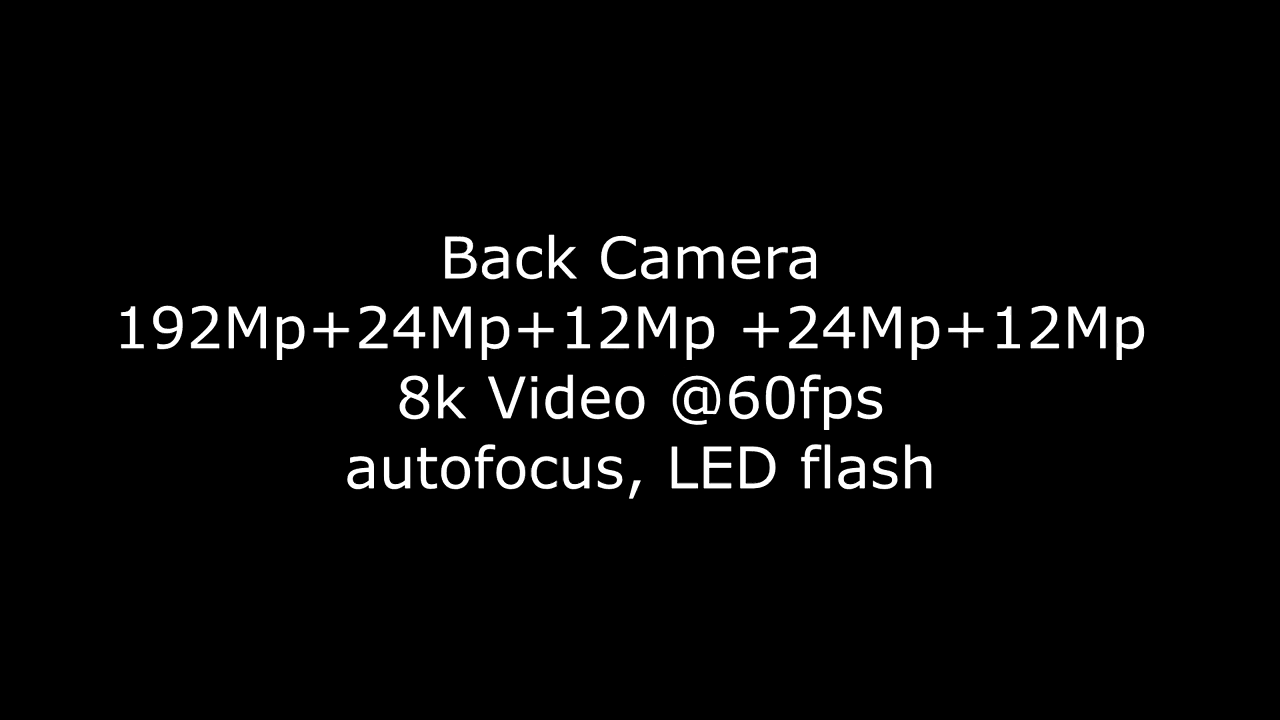 Back Camera
192Mp+24Mp+12Mp +24Mp+12Mp
8k Video @60fps
autofocus, LED flash